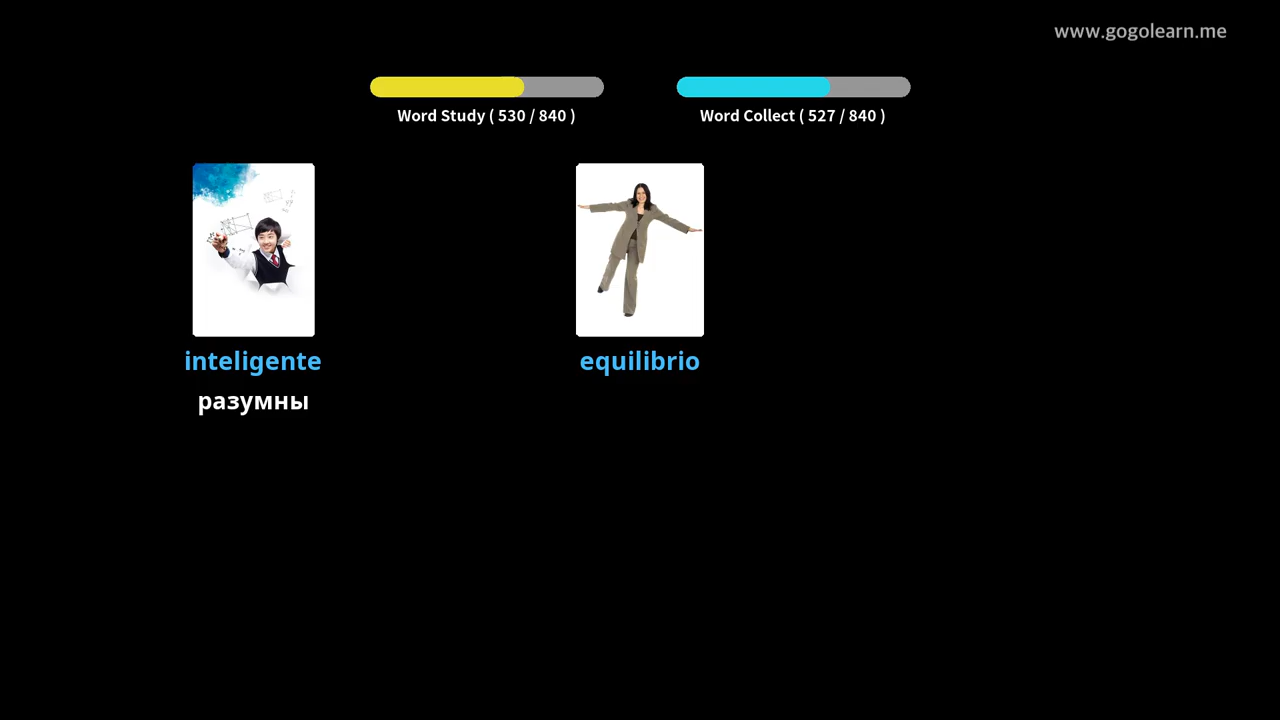 www.gogolearn.me
Word Study ( 530 / 840 )
Word Collect ( 527 / 840 )
inteligente
разумны
equilibrio